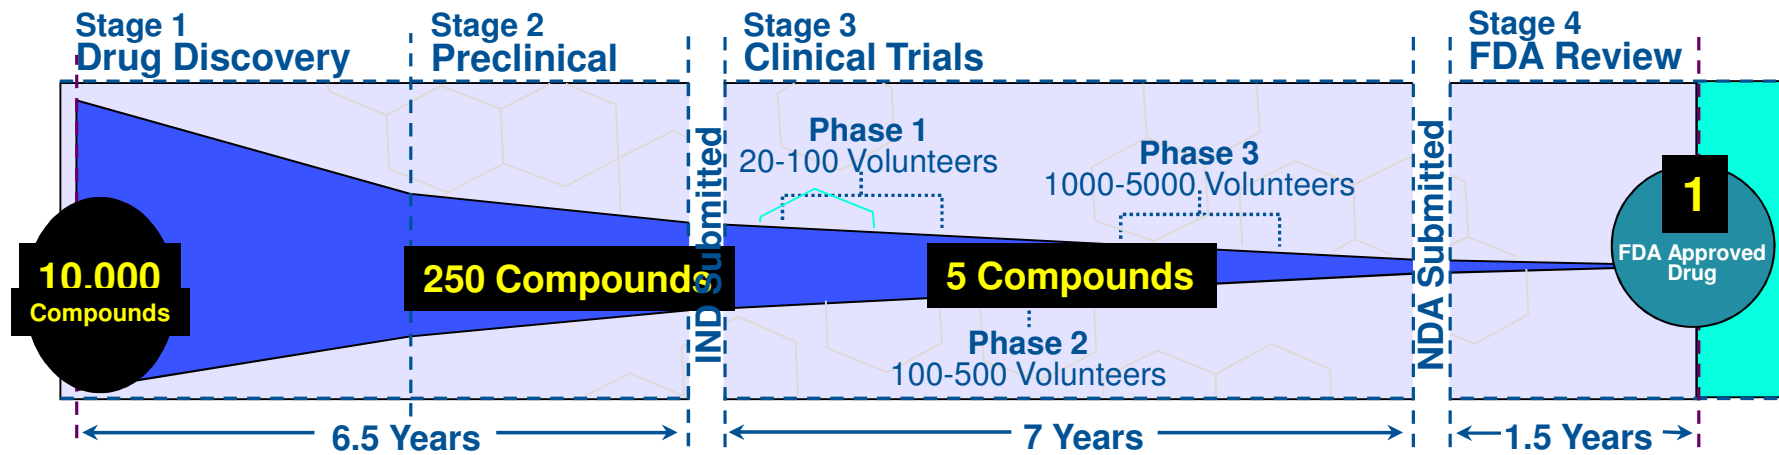 Stage 1
Drug Discovery
Stage 2
Preclinical
Stage 3
Clinical Trials
Stage 4
FDA Review
Phase 1
20-100 Volunteers
Phase 3
1000-5000 Volunteers
10,000
Compounds
250 Compounds
IND Submitted
5 Compounds
Phase 2
100-500 Volunteers
NDA Submitted
1
FDA Approved
Drug
6.5 Years
7 Years
1.5 Years